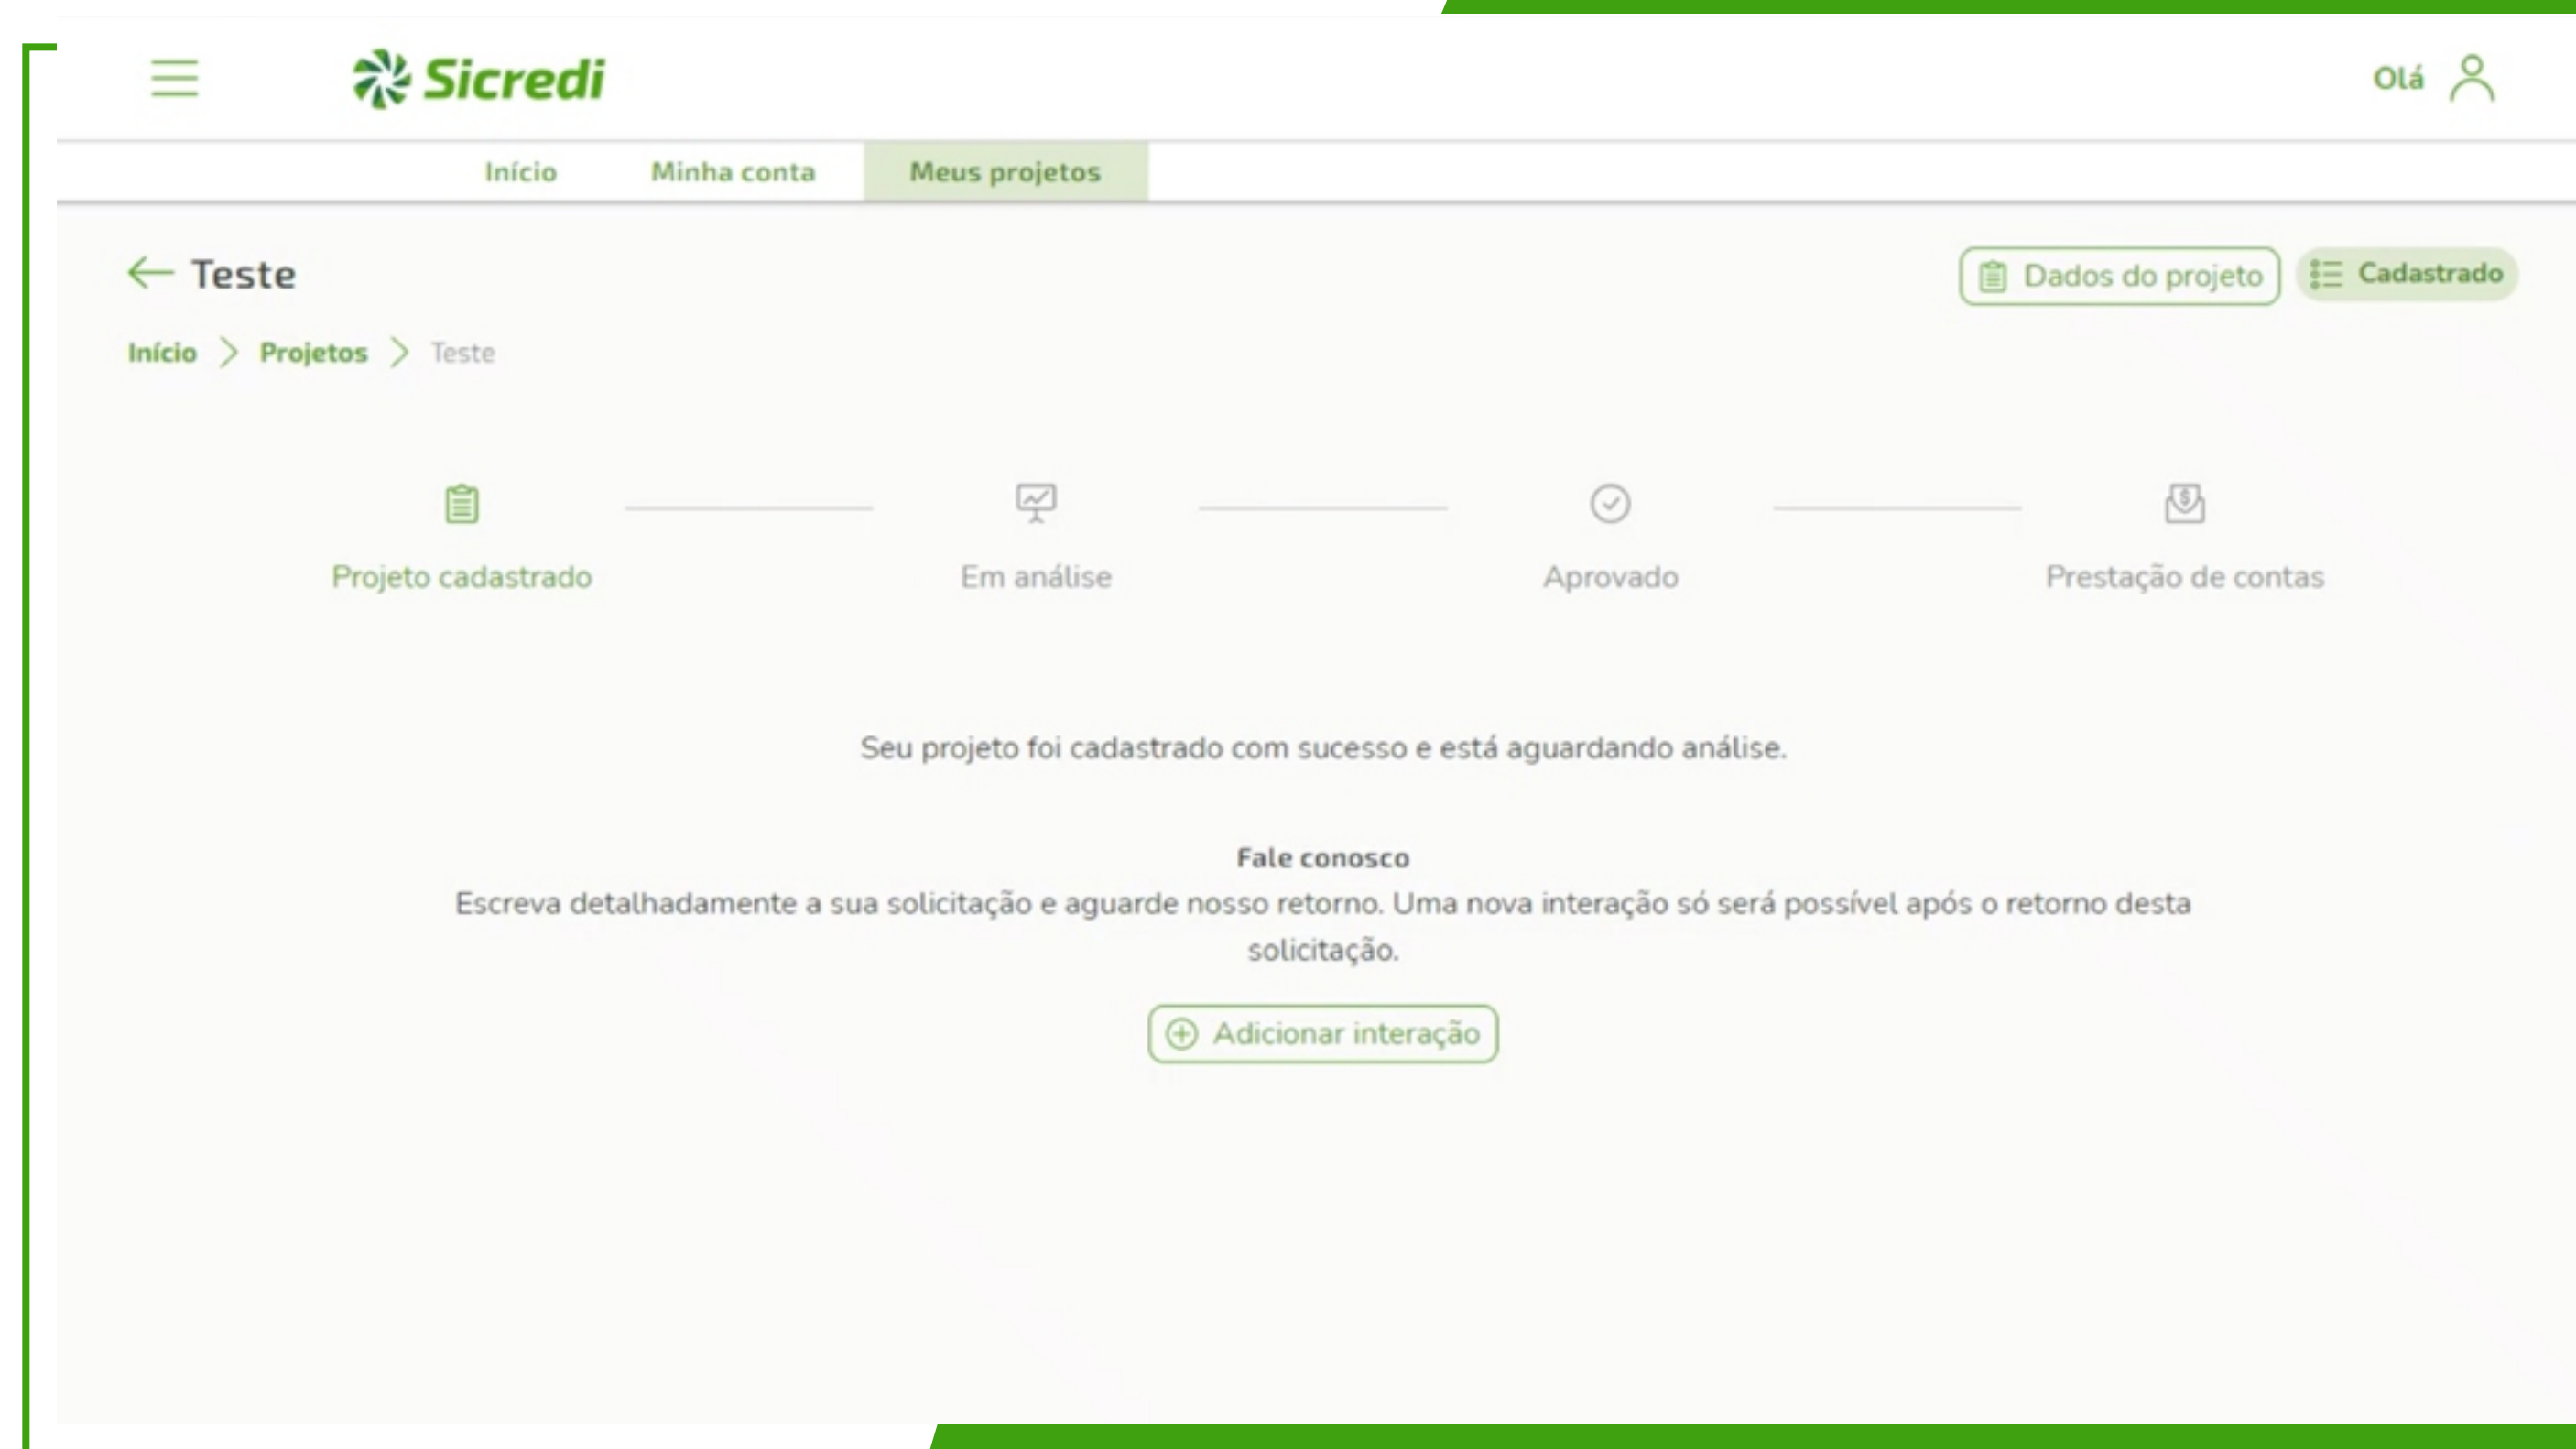 Sicredi
Olá
Início Minha conta Meus projetos
Teste
Dados do projeto Cadastrado
Início > Projetos > Teste
Projeto cadastrado Em análise Aprovado Prestação de contas
Seu projeto foi cadastrado com sucesso e está aguardando análise.
Fale conosco
Escreva detalhadamente a sua solicitação e aguarde nosso retorno. Uma nova interação só será possível após o retorno desta
solicitação.
Adicionar interação